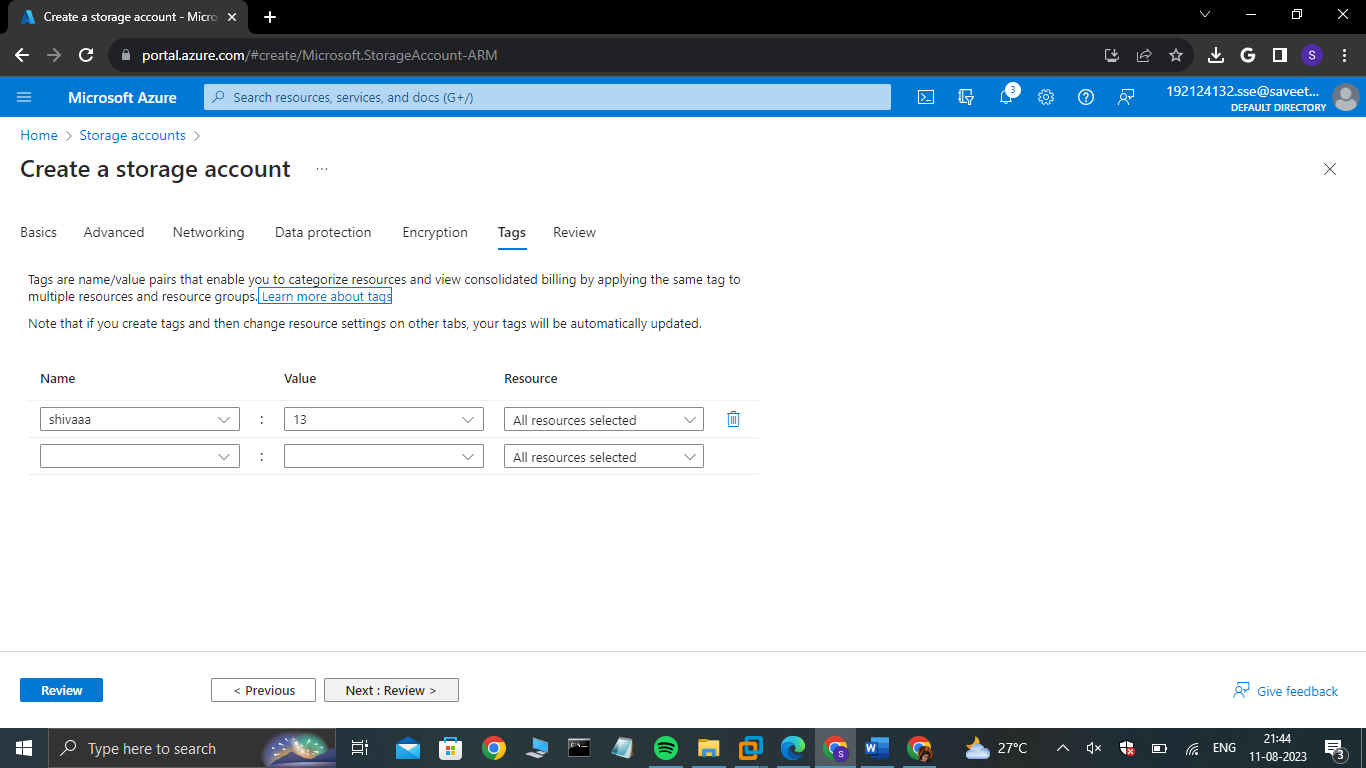 Create a storage account - Micro
portal.azure.com/#create/Microsoft.StorageAccount-ARM
S
Microsoft Azure
Search resources, services, and docs (G+/)
3
192124132.sse@saveet...
DEFAULT DIRECTORY
Home > Storage accounts >
Create a storage account ...
Basics Advanced Networking Data protection Encryption Tags Review
Tags are name/value pairs that enable you to categorize resources and view consolidated billing by applying the same tag to
multiple resources and resource groups. Learn more about tags
Note that if you create tags and then change resource settings on other tabs, your tags will be automatically updated.
Name Value Resource
shivaaa : 13 All resources selected
: All resources selected
Review < Previous Next : Review > Give feedback
Type here to search 27°C ENG 21:44
11-08-2023 3